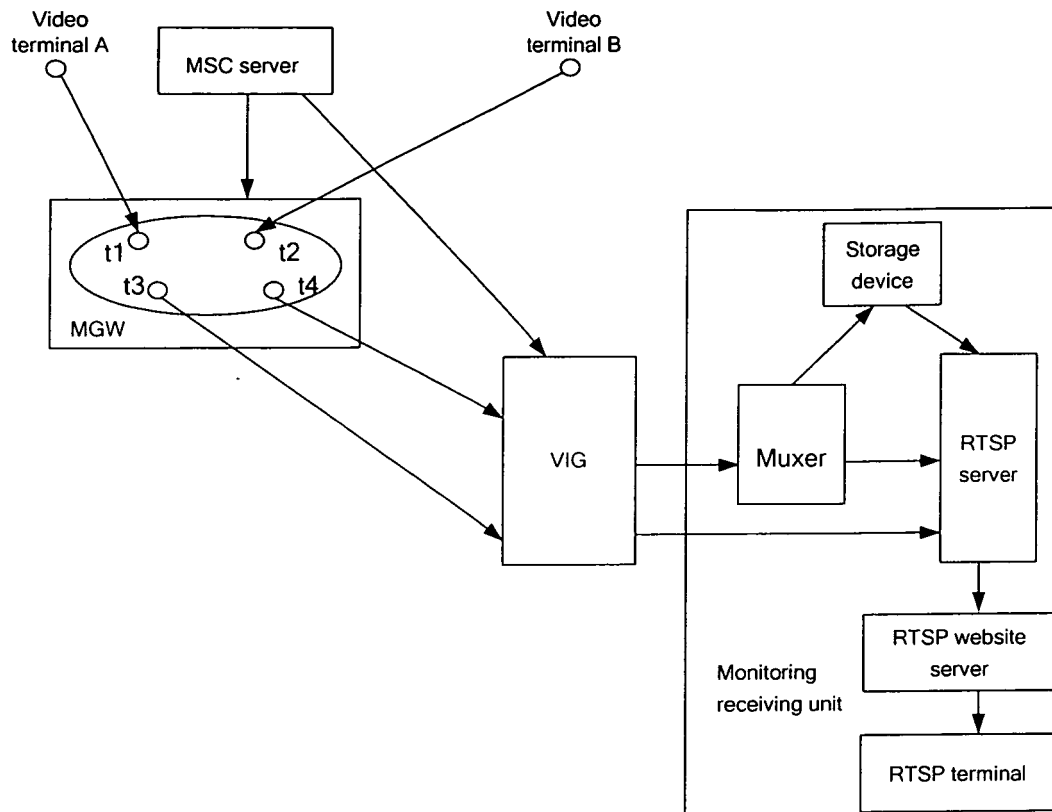 Video
terminal A
MSC server
Video
terminal B
t1
t2
t3
t4
MGW
VIG
Storage
device
Muxer
RTSP
server
RTSP website
server
Monitoring
receiving unit
RTSP terminal